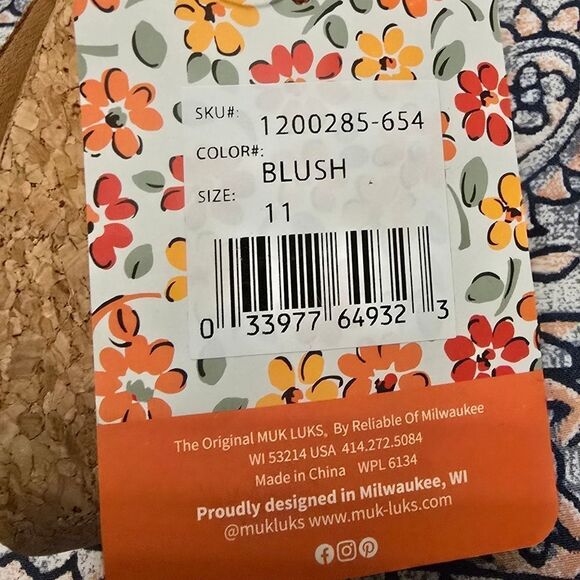 SKU#: 1200285-654
COLOR#: BLUSH
SIZE: 11
0 33977 64932 3
The Original MUK LUKS, By Reliable Of Milwaukee
WI 53214 USA 414.272.5084
Made in China WPL 6134
Proudly designed in Milwaukee, WI
@mukluks www.muk-luks.com